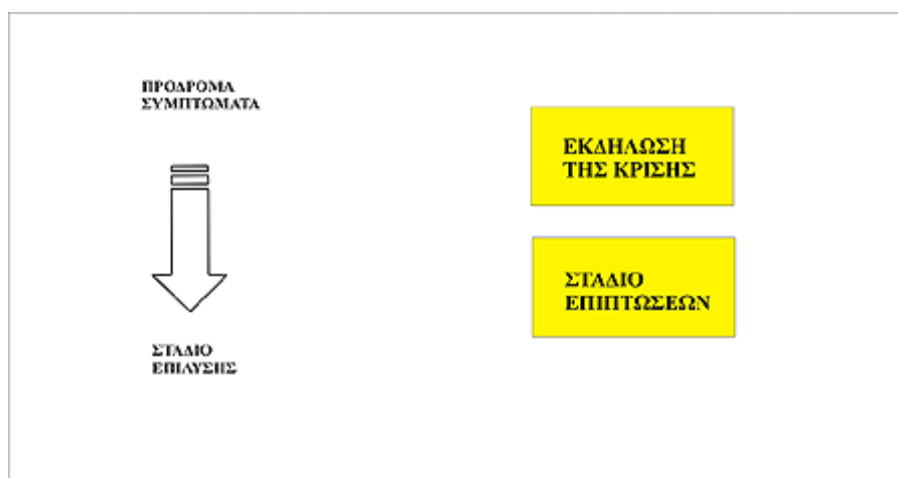 ΠΡΟΔΡΟΜΑ
ΣΥΜΠΤΩΜΑΤΑ
ΣΤΑΔΙΟ
ΕΠΙΛΥΣΗΣ
ΕΚΔΗΛΩΣΗ
ΤΗΣ ΚΡΙΣΗΣ
ΣΤΑΔΙΟ
ΕΠΙΠΤΩΣΕΩΝ